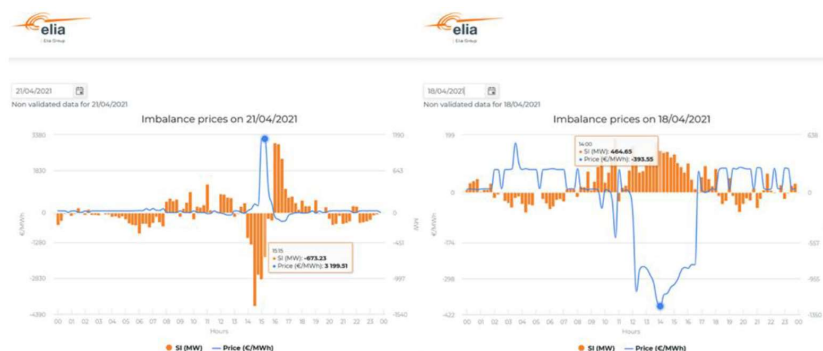 elia
Elia Group
21/04/2021
Non validated data for 21/04/2021
Imbalance prices on 21/04/2021
3380
1190
1830
643
0
0
€/MWh
MW
-1280
-2830
-4390
-1540
15:15
SI (MW): -673.23
Price (€/MWh): 3 199.51
00 01 02 03 04 05 06 07 08 09 10 11 12 13 14 15 16 17 18 19 20 21 22 23 00
Hours
SI (MW) Price (€/MWh)
elia
Elia Group
18/04/2021
Non validated data for 18/04/2021
Imbalance prices on 18/04/2021
199
638
14:00
SI (MW): 464.65
Price (€/MWh): -393.55
0
0
€/MWh
-298
-422
00 01 02 03 04 05 06 07 08 09 10 11 12 13 14 15 16 17 18 19 20 21 22 23 00
Hours
SI (MW) Price (€/MWh)